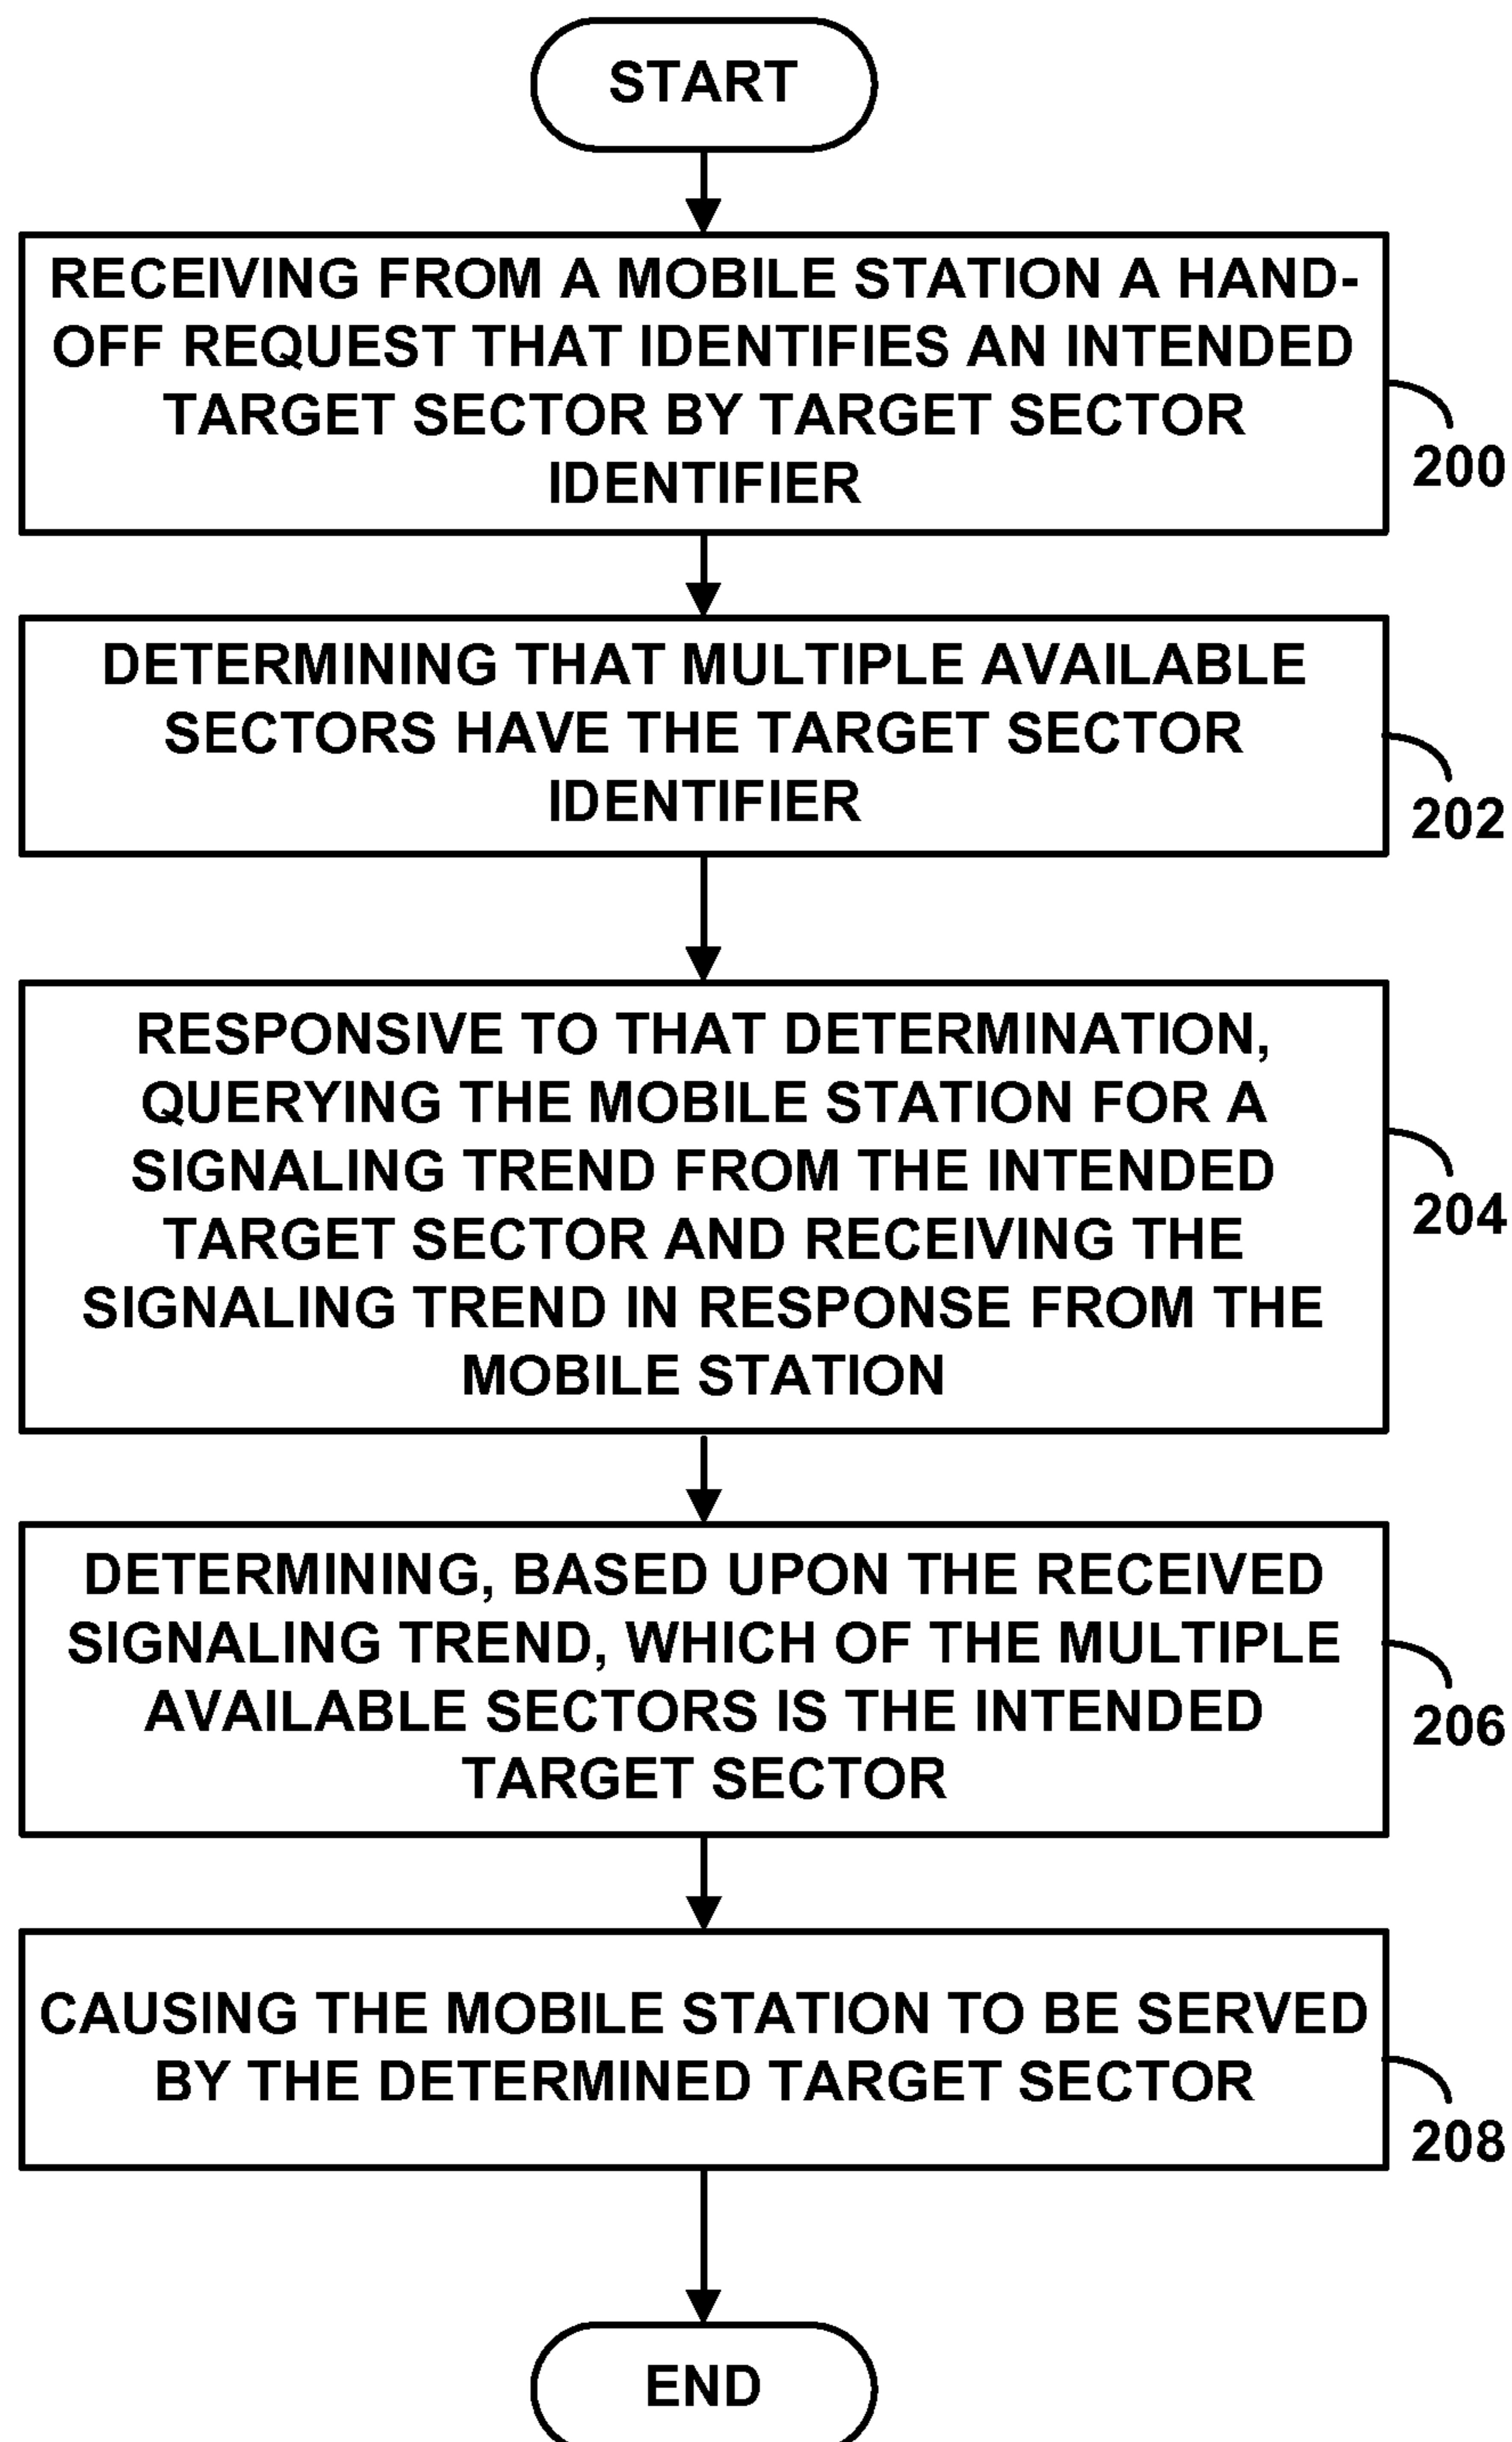 START
RECEIVING FROM A MOBILE STATION A HAND-
OFF REQUEST THAT IDENTIFIES AN INTENDED
TARGET SECTOR BY TARGET SECTOR
IDENTIFIER
200
DETERMINING THAT MULTIPLE AVAILABLE
SECTORS HAVE THE TARGET SECTOR
IDENTIFIER
202
RESPONSIVE TO THAT DETERMINATION,
QUERYING THE MOBILE STATION FOR A
SIGNALING TREND FROM THE INTENDED
TARGET SECTOR AND RECEIVING THE
SIGNALING TREND IN RESPONSE FROM THE
MOBILE STATION
204
DETERMINING, BASED UPON THE RECEIVED
SIGNALING TREND, WHICH OF THE MULTIPLE
AVAILABLE SECTORS IS THE INTENDED
TARGET SECTOR
206
CAUSING THE MOBILE STATION TO BE SERVED
BY THE DETERMINED TARGET SECTOR
208
END